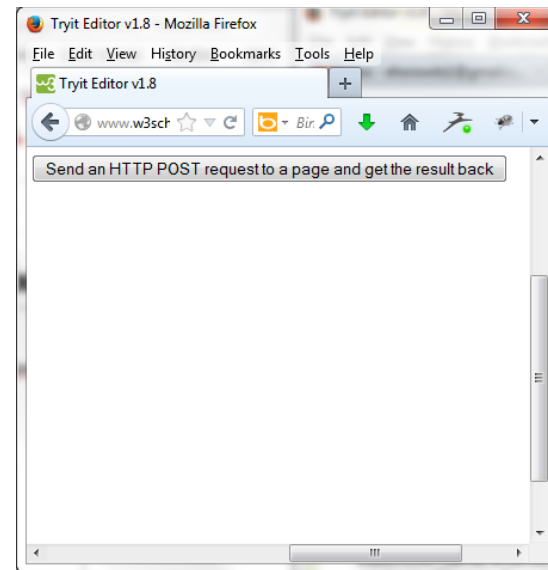 Tryit Editor v1.8 - Mozilla Firefox
File Edit View History Bookmarks Tools Help
Tryit Editor v1.8
www.w3sch Bin
Send an HTTP POST request to a page and get the result back